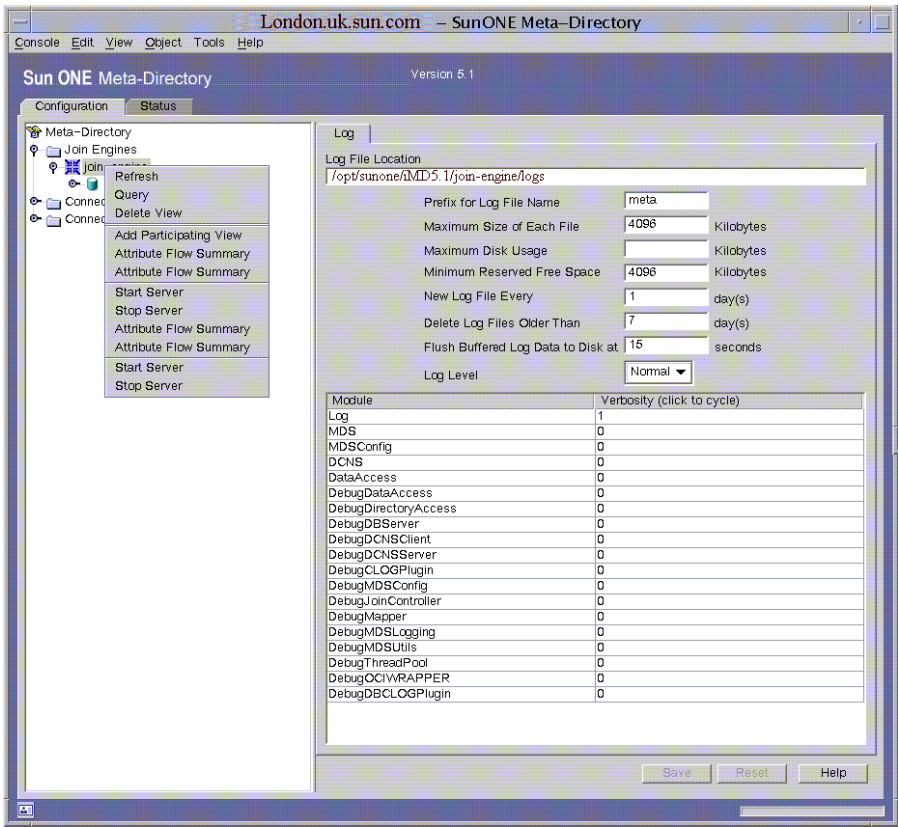 London.uk.sun.com – SunONE Meta–Directory
Console Edit View Object Tools Help
Sun ONE Meta-Directory Version 5.1
Configuration Status
Meta–Directory
Join Engines
join-engine
Refresh
Query
Delete View
Add Participating View
Attribute Flow Summary
Attribute Flow Summary
Start Server
Stop Server
Attribute Flow Summary
Attribute Flow Summary
Start Server
Stop Server
Connec
Connec
Log
Log File Location
/opt/sunone/iMD5.1/join-engine/logs
Prefix for Log File Name meta
Maximum Size of Each File 4096 Kilobytes
Maximum Disk Usage Kilobytes
Minimum Reserved Free Space 4096 Kilobytes
New Log File Every 1 day(s)
Delete Log Files Older Than 7 day(s)
Flush Buffered Log Data to Disk at 15 seconds
Log Level Normal
Module Verbosity (click to cycle)
Log 1
MDS 0
MDSConfig 0
DCNS 0
DataAccess 0
DebugDataAccess 0
DebugDirectoryAccess 0
DebugDBServer 0
DebugDCNSClient 0
DebugDCNSServer 0
DebugCLOGPlugin 0
DebugMDSConfig 0
DebugJoinController 0
DebugMapper 0
DebugMDSLogging 0
DebugMDSUtils 0
DebugThreadPool 0
DebugOCIWRAPPER 0
DebugDBCLOGPlugin 0
Save Reset Help